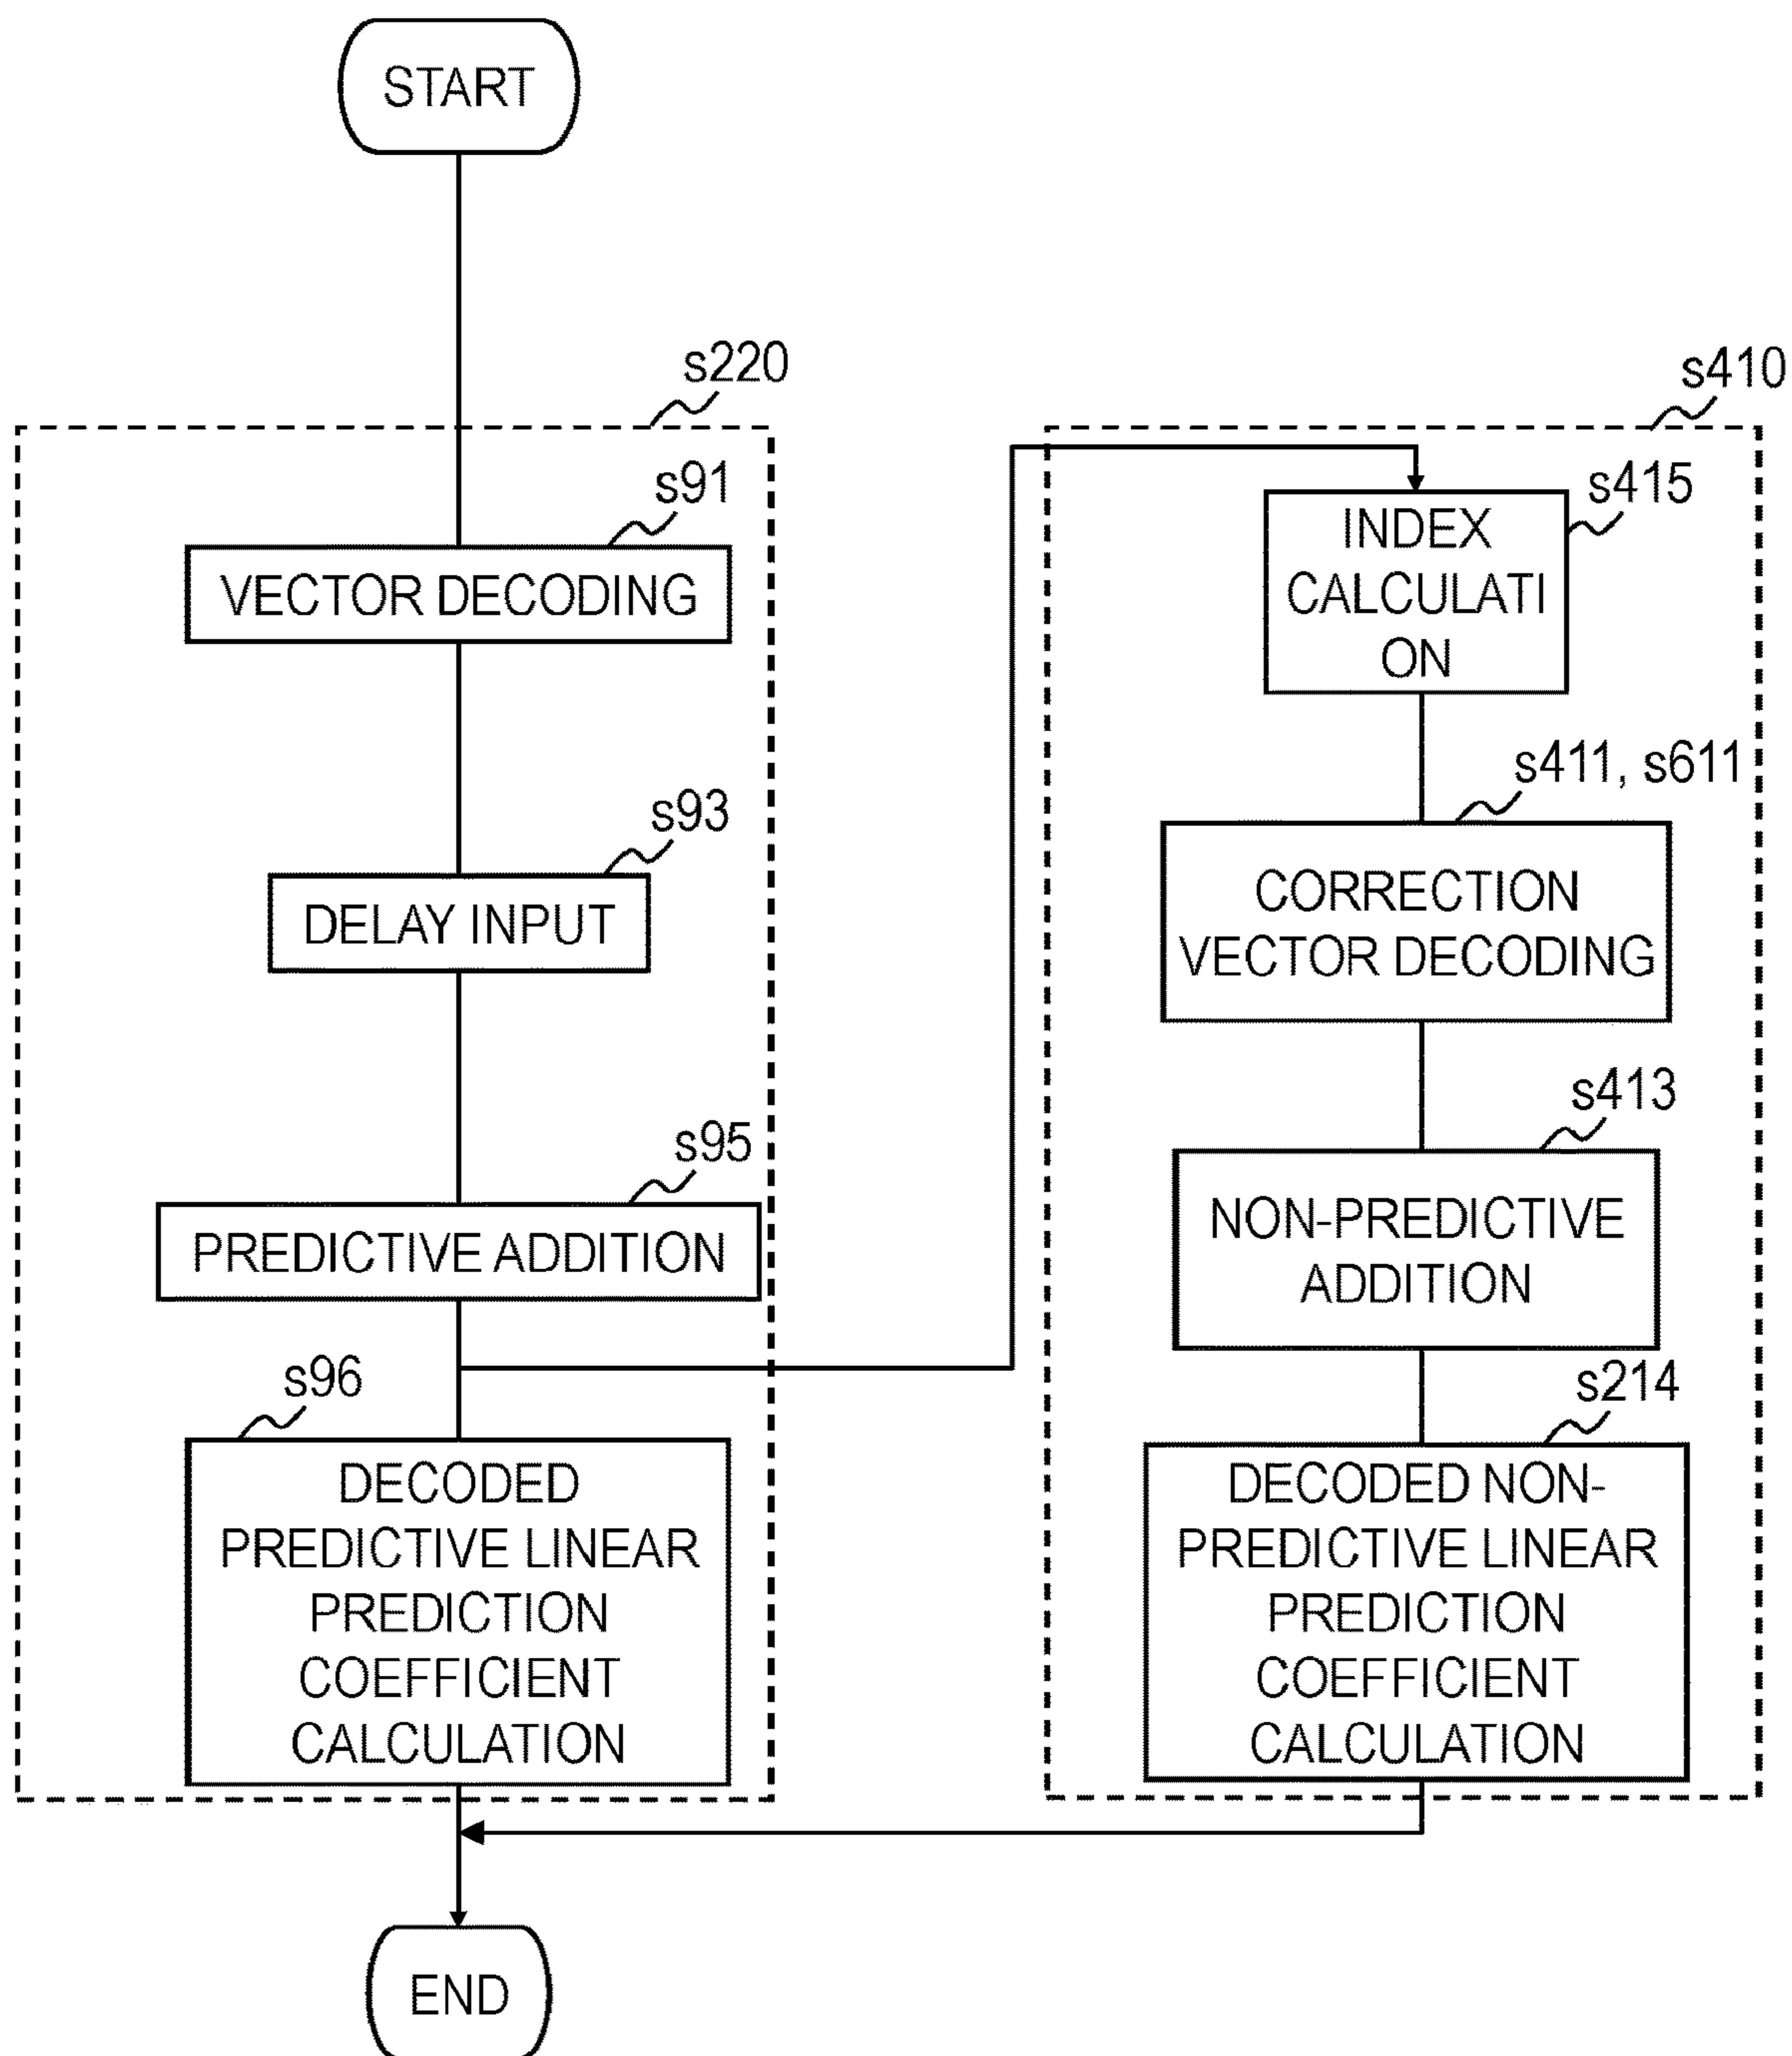 START
s220
s91
VECTOR DECODING
s93
DELAY INPUT
s95
PREDICTIVE ADDITION
s96
DECODED
PREDICTIVE LINEAR
PREDICTION
COEFFICIENT
CALCULATION
s410
s415
INDEX
CALCULATI
ON
s411, s611
CORRECTION
VECTOR DECODING
s413
NON-PREDICTIVE
ADDITION
s214
DECODED NON-
PREDICTIVE LINEAR
PREDICTION
COEFFICIENT
CALCULATION
END